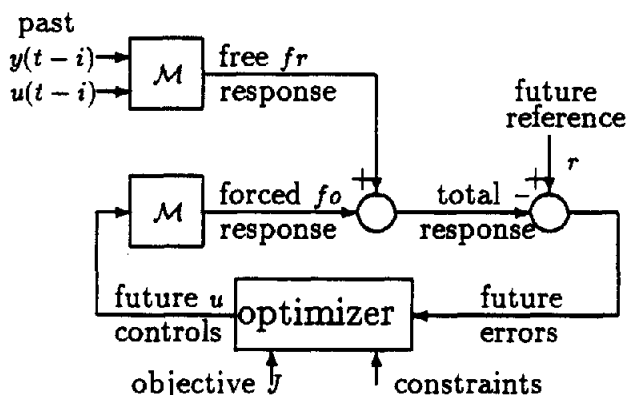 past
y(t − i)
u(t − i)
M
free fr
response
future
reference
+
+
r
M
forced fo
response
total
response
−
future u
controls
optimizer
future
errors
objective J
constraints